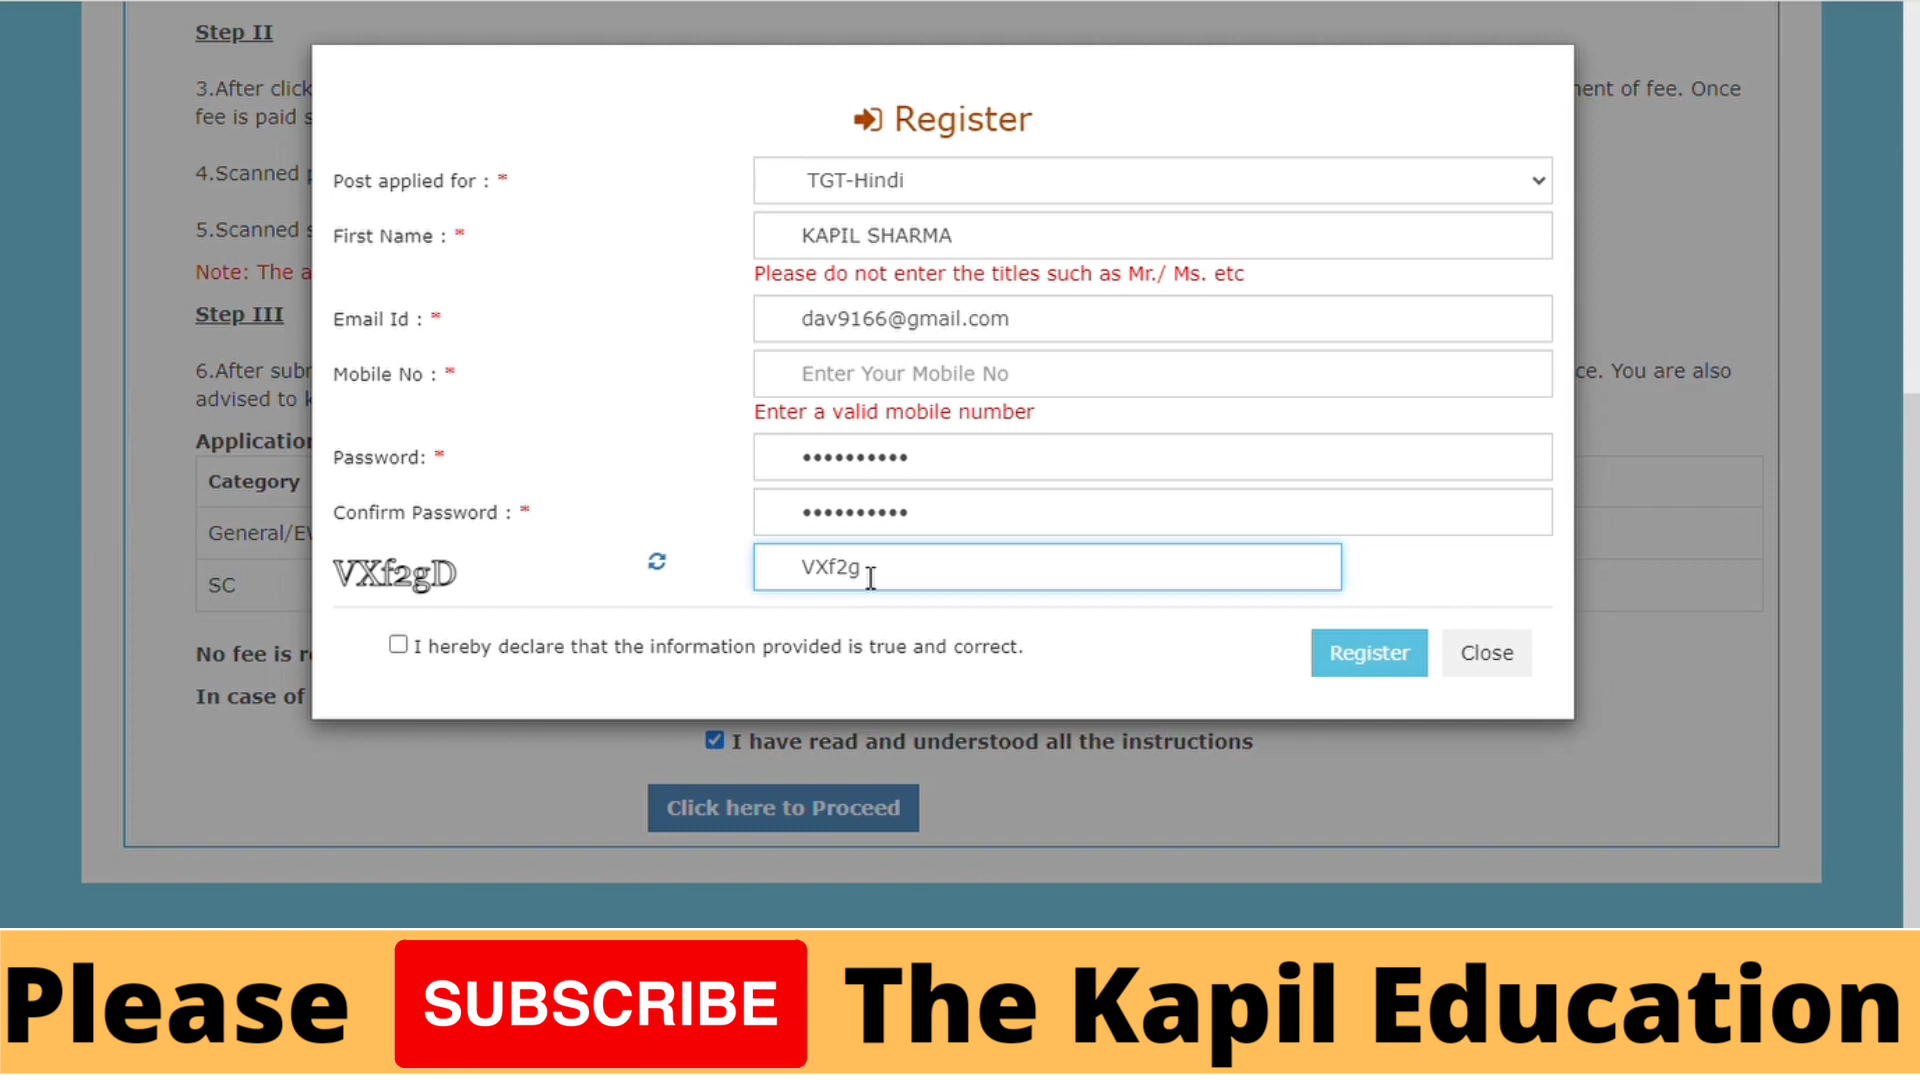 Step II
3.After click
ment of fee. Once
fee is paid s
4.Scanned p
5.Scanned s
Note: The a
Step III
6.After subr
ce. You are also
advised to k
Application
Category
General/EW
SC
No fee is re
In case of
Register
Post applied for : *
TGT-Hindi
First Name : *
KAPIL SHARMA
Please do not enter the titles such as Mr./ Ms. etc
Email Id : *
dav9166@gmail.com
Mobile No : *
Enter Your Mobile No
Enter a valid mobile number
Password: *
••••••••••
Confirm Password : *
••••••••••
VXf2gD
VXf2g
I hereby declare that the information provided is true and correct.
Register
Close
I have read and understood all the instructions
Click here to Proceed
Please SUBSCRIBE The Kapil Education